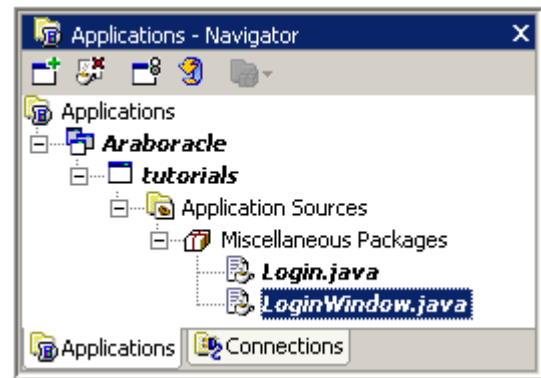 Applications - Navigator
Applications
Araboracle
tutorials
Application Sources
Miscellaneous Packages
Login.java
LoginWindow.java
Applications Connections